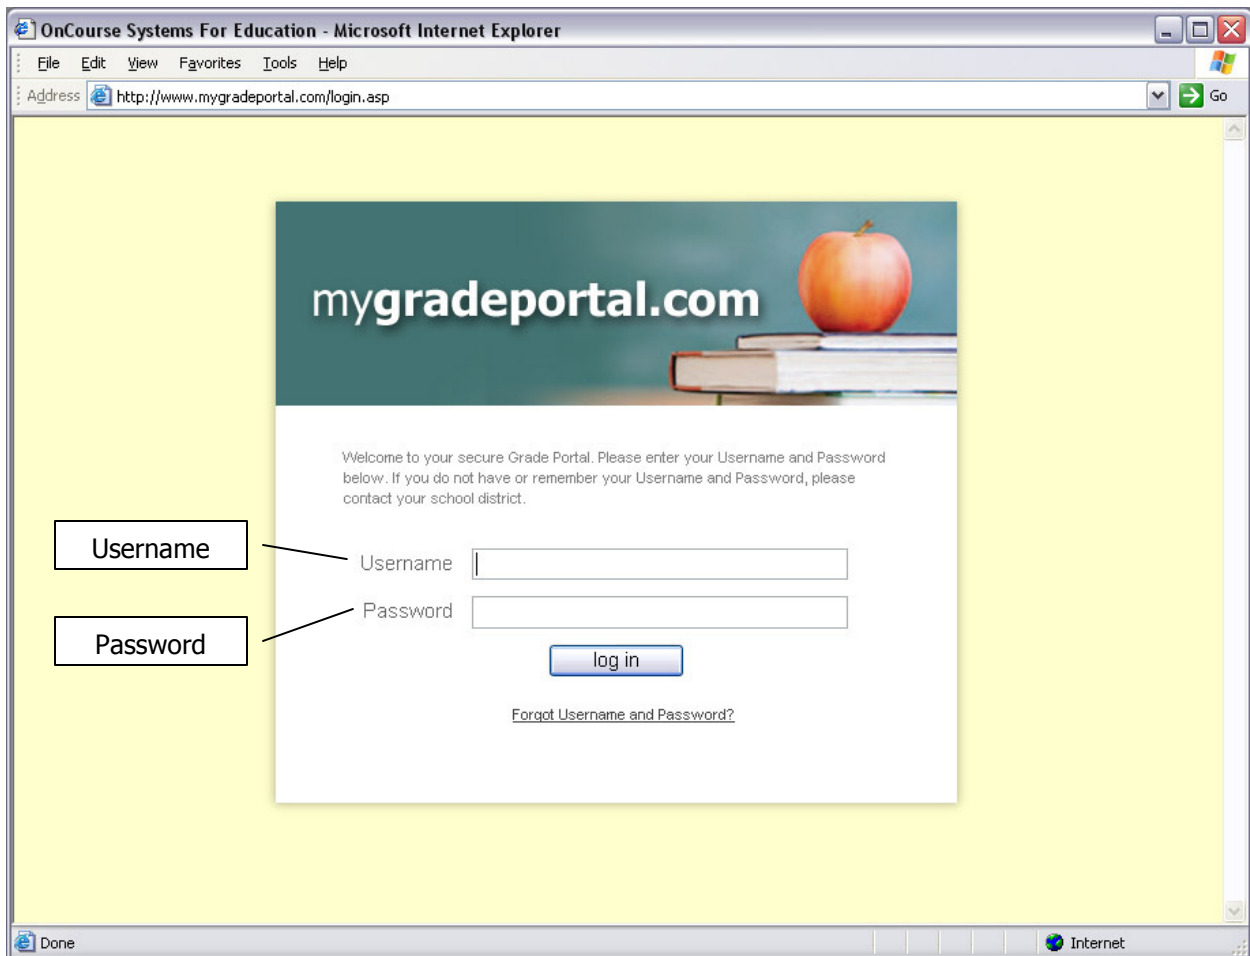 OnCourse Systems For Education - Microsoft Internet Explorer
File Edit View Favorites Tools Help
Address http://www.mygradeportal.com/login.asp Go
mygradeportal.com
Welcome to your secure Grade Portal. Please enter your Username and Password
below. If you do not have or remember your Username and Password, please
contact your school district.
Username
Username
Password
Password
log in
Forgot Username and Password?
Done Internet